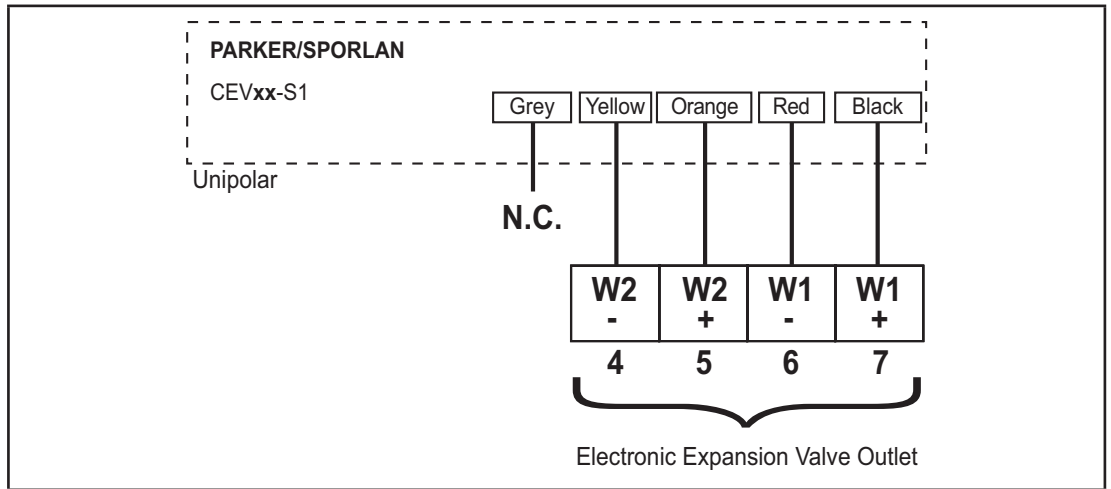 PARKER/SPORLAN
CEVxx-S1
Grey Yellow Orange Red Black
Unipolar
N.C.
W2 W2 W1 W1
- + - +
4 5 6 7
Electronic Expansion Valve Outlet